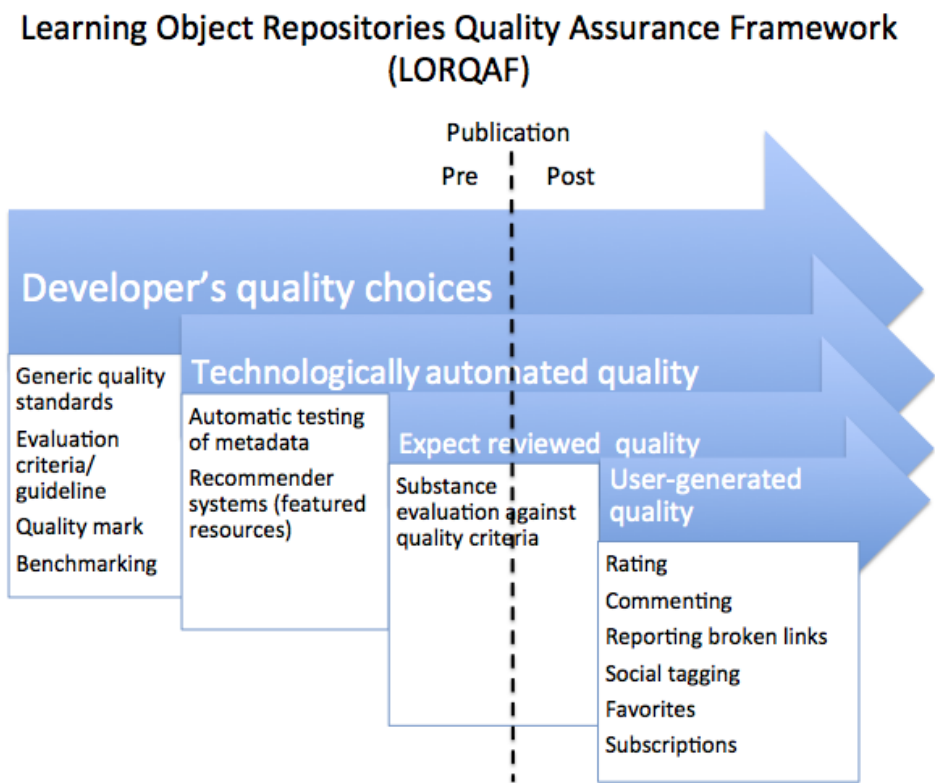 Learning Object Repositories Quality Assurance Framework
(LORQAF)
Publication
Pre
Post
Developer's quality choices
Generic quality
standards
Evaluation
criteria/
guideline
Quality mark
Benchmarking
Technologically automated quality
Automatic testing
of metadata
Recommender
systems (featured
resources)
Expect reviewed quality
Substance
evaluation against
quality criteria
User-generated
quality
Rating
Commenting
Reporting broken links
Social tagging
Favorites
Subscriptions